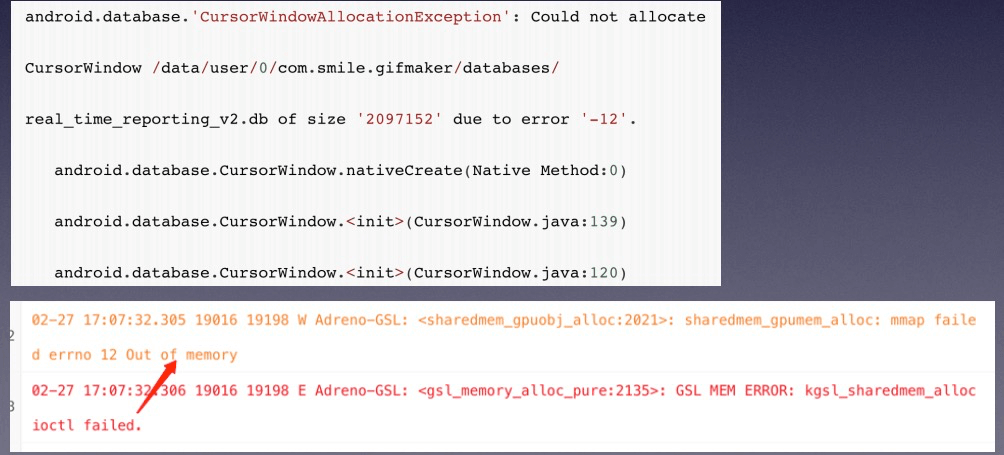 android.database.'CursorWindowAllocationException': Could not allocate
CursorWindow /data/user/0/com.smile.gifmaker/databases/
real_time_reporting_v2.db of size '2097152' due to error '-12'.
android.database.CursorWindow.nativeCreate(Native Method:0)
android.database.CursorWindow.<init>(CursorWindow.java:139)
android.database.CursorWindow.<init>(CursorWindow.java:120)
02-27 17:07:32.305 19016 19198 W Adreno-GSL: <sharedmem_gpuobj_alloc:2021>: sharedmem_gpumem_alloc: mmap faile
d errno 12 Out of memory
02-27 17:07:32.306 19016 19198 E Adreno-GSL: <gsl_memory_alloc_pure:2135>: GSL MEM ERROR: kgsl_sharedmem_alloc
ioctl failed.